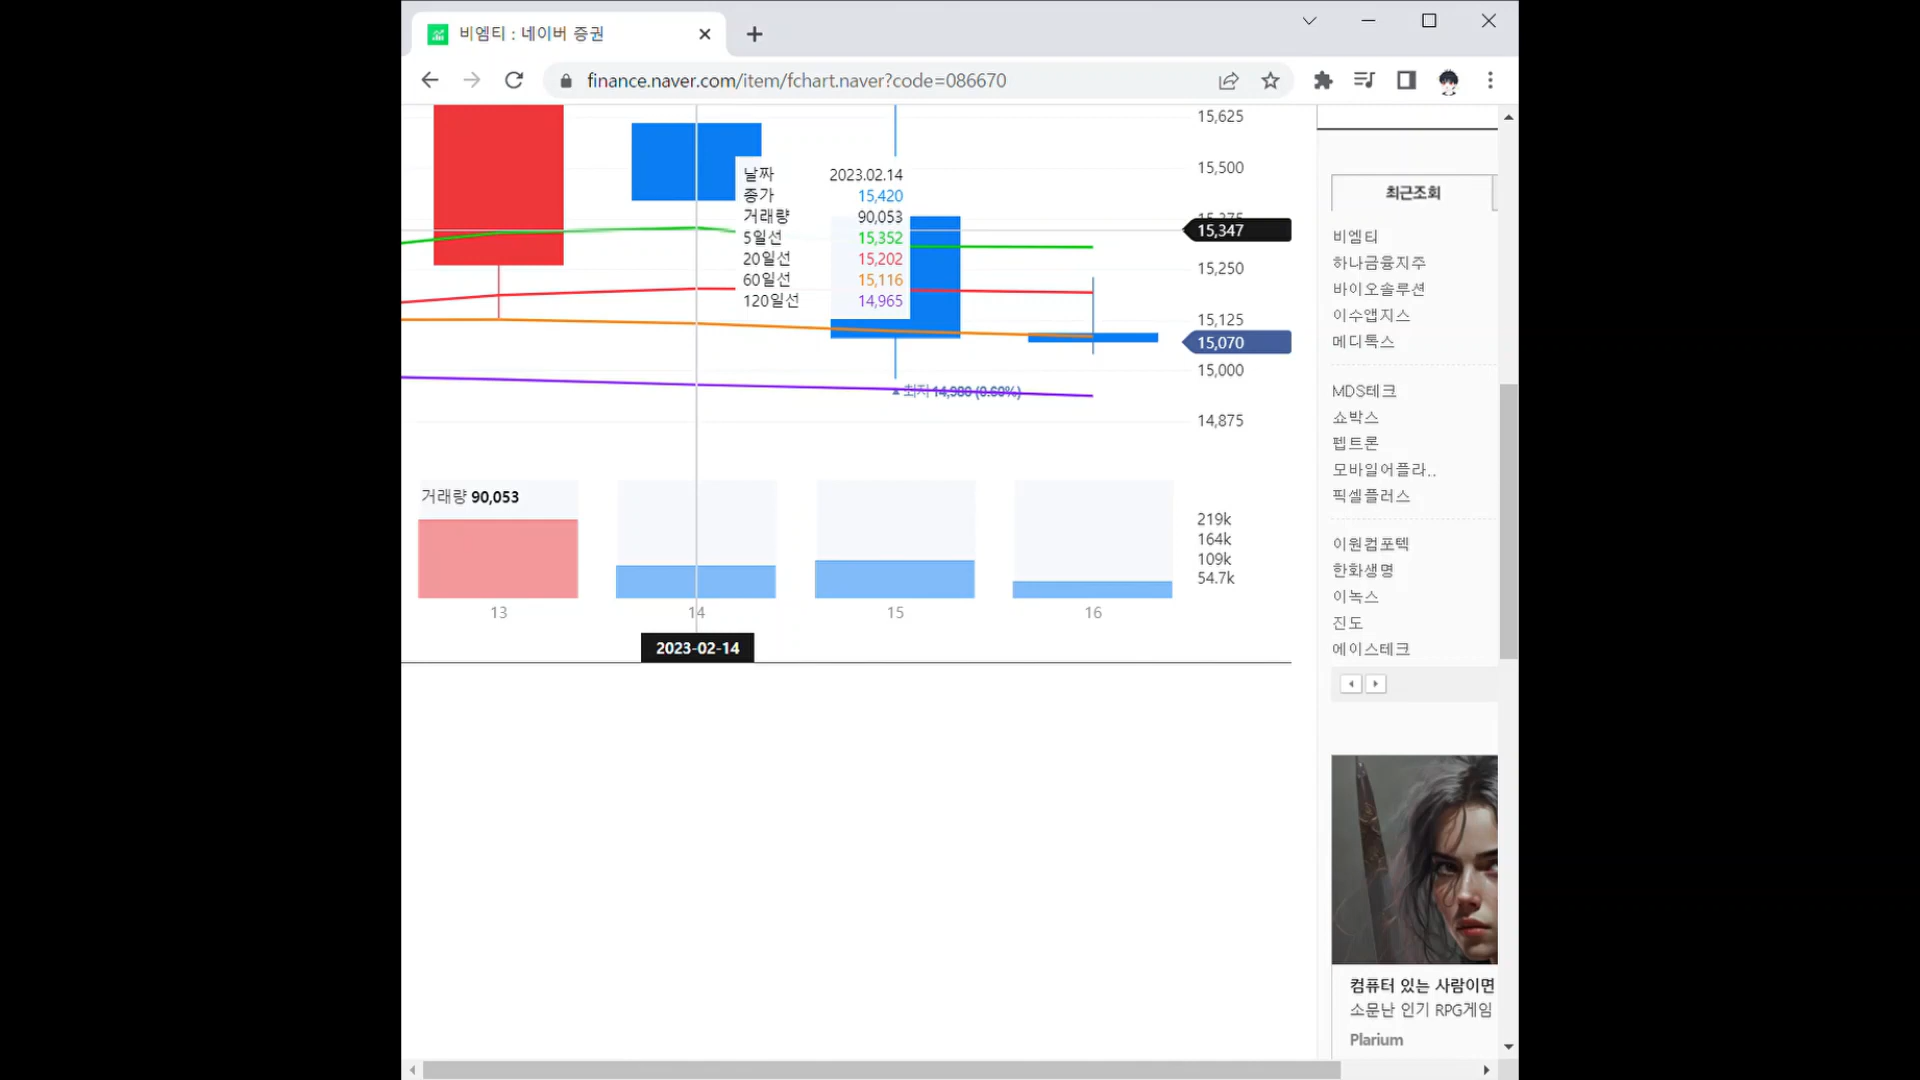 비엠티 : 네이버 증권
finance.naver.com/item/fchart.naver?code=086670
15,625
15,500
15,375
15,347
15,250
15,125
15,070
15,000
14,875
날짜 2023.02.14
종가 15,420
거래량 90,053
5일선 15,352
20일선 15,202
60일선 15,116
120일선 14,965
최저 14,980 (0.60%)
거래량 90,053
219k
164k
109k
54.7k
13 14 15 16
2023-02-14
최근조회
비엠티
하나금융지주
바이오솔루션
이수앱지스
메디톡스
MDS테크
쇼박스
펩트론
모바일어플라..
픽셀플러스
이원컴포텍
한화생명
이녹스
진도
에이스테크
컴퓨터 있는 사람이면
소문난 인기 RPG게임
Plarium